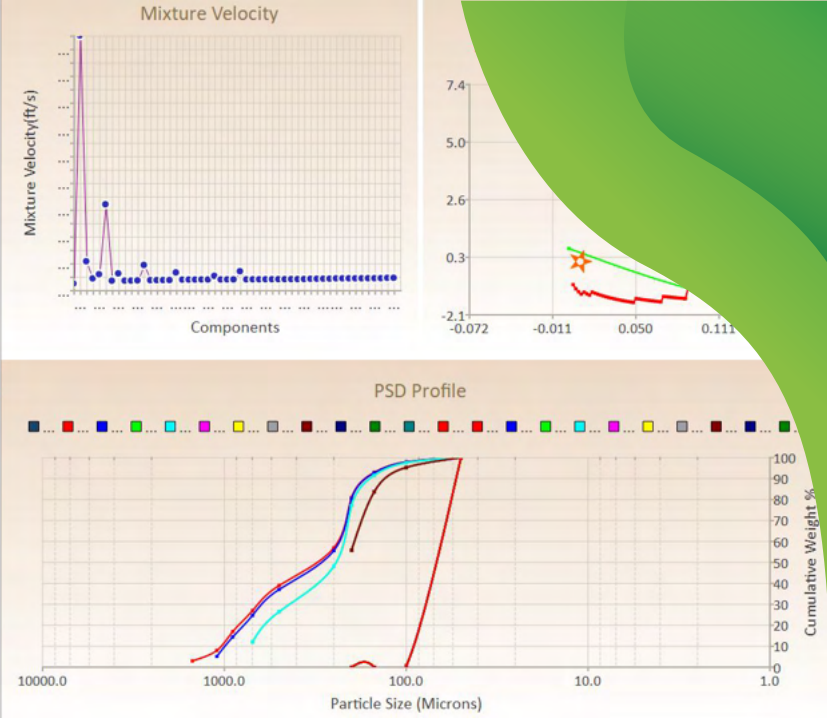 Mixture Velocity
Mixture Velocity(ft/s)
...
...
...
...
...
...
...
...
...
...
... ... ... ... ... ... ... ... ... ... ... ... ...
Components
7.4
5.0
2.6
0.3
-2.1
-0.072 -0.011 0.050 0.111
PSD Profile
... ... ... ... ... ... ... ... ... ... ... ... ... ... ... ... ... ... ... ... ... ...
100
90
80
70
60
50
40
30
20
10
0
Cumulative Weight %
10000.0 1000.0 100.0 10.0 1.0
Particle Size (Microns)